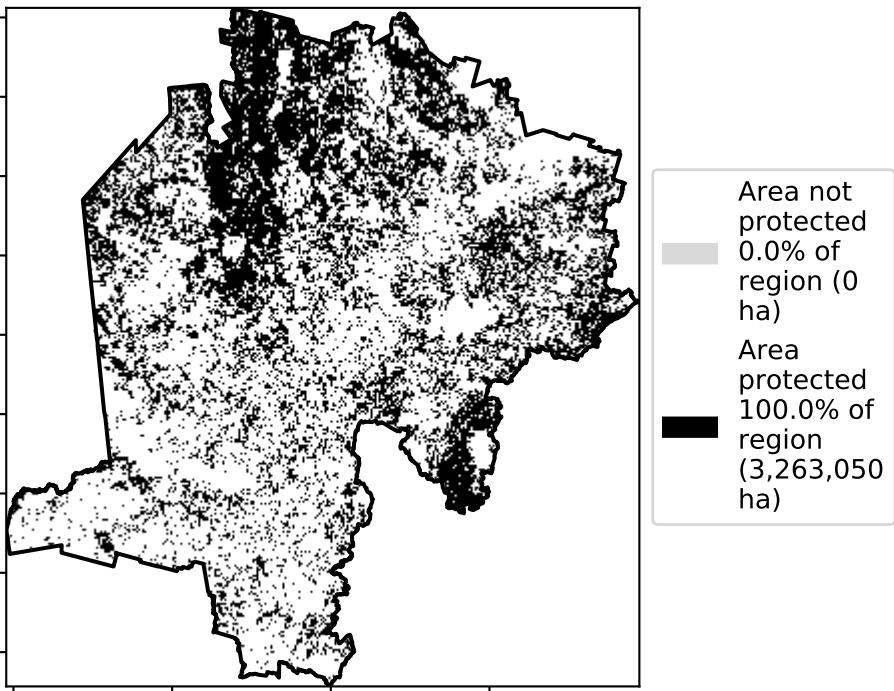 Area not
protected
0.0% of
region (0
ha)
Area
protected
100.0% of
region
(3,263,050
ha)